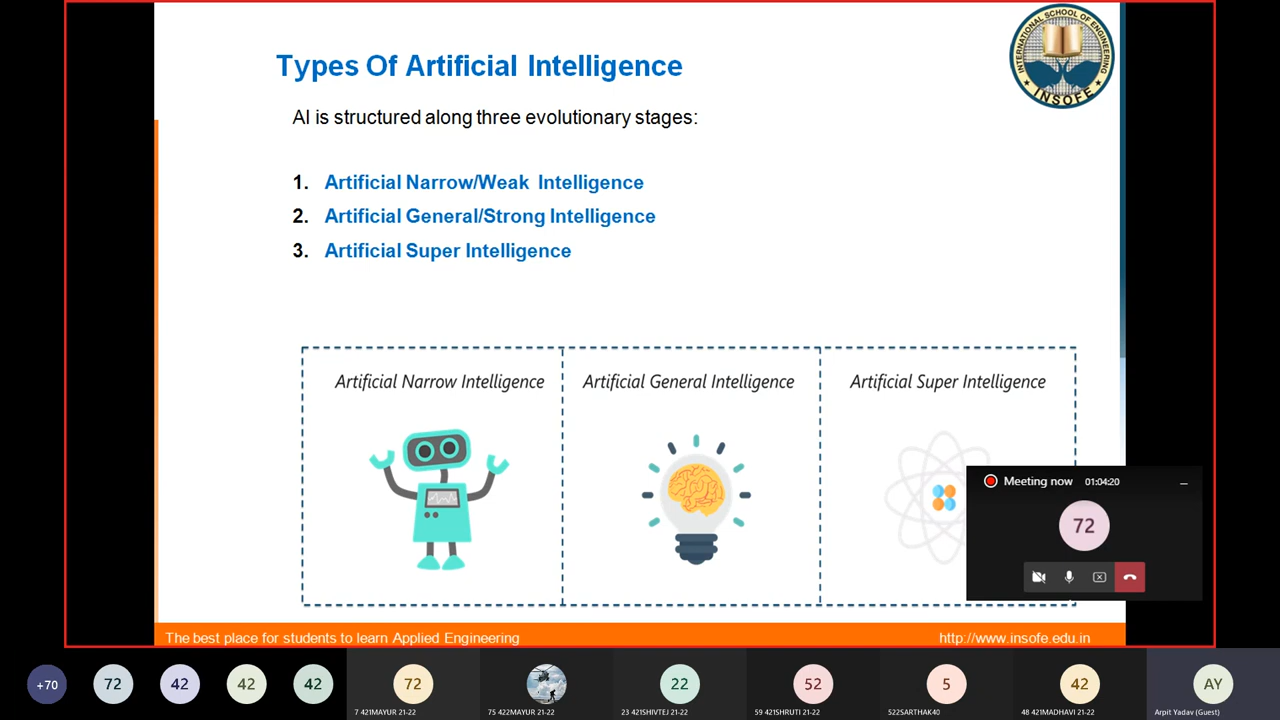 INTERNATIONAL SCHOOL OF ENGINEERING
INSOFE
Types Of Artificial Intelligence
AI is structured along three evolutionary stages:
1. Artificial Narrow/Weak Intelligence
2. Artificial General/Strong Intelligence
3. Artificial Super Intelligence
Artificial Narrow Intelligence
Artificial General Intelligence
Artificial Super Intelligence
Meeting now 01:04:20
72
The best place for students to learn Applied Engineering
http://www.insofe.edu.in
+70 72 42 42 42 72 22 52 5 42 AY
7 421MAYUR 21-22
75 422MAYUR 21-22
23 421SHIVTEJ 21-22
59 421SHRUTI 21-22
522SARTHAK40
48 421MADHAVI 21-22
Arpit Yadav (Guest)